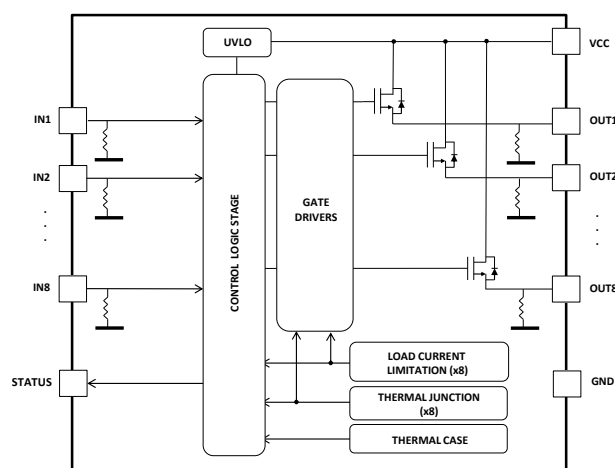 UVLO
VCC
IN1
OUT1
IN2
OUT2
CONTROL LOGIC STAGE
GATE
DRIVERS
IN8
OUT8
LOAD CURRENT
LIMITATION (x8)
STATUS
GND
THERMAL JUNCTION
(x8)
THERMAL CASE